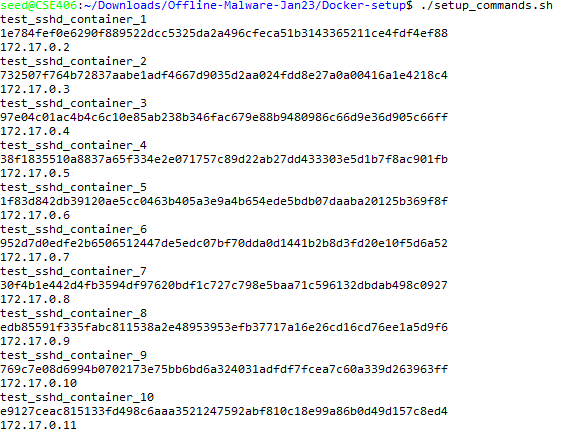 seed@CSE406:~/Downloads/Offline-Malware-Jan23/Docker-setup$ ./setup_commands.sh
test_sshd_container_1
1e784fef0e6290f889522dcc5325da2a496cfeca51b3143365211ce4fdf4ef88
172.17.0.2
test_sshd_container_2
732507f764b72837aabe1adf4667d9035d2aa024fdd8e27a0a00416a1e4218c4
172.17.0.3
test_sshd_container_3
97e04c01ac4b4c6c10e85ab238b346fac679e88b9480986c66d9e36d905c66ff
172.17.0.4
test_sshd_container_4
38f1835510a8837a65f334e2e071757c89d22ab27dd433303e5d1b7f8ac901fb
172.17.0.5
test_sshd_container_5
1f83d842db39120ae5cc0463b405a3e9a4b654ede5bdb07daaba20125b369f8f
172.17.0.6
test_sshd_container_6
952d7d0edfe2b6506512447de5edc07bf70dda0d1441b2b8d3fd20e10f5d6a52
172.17.0.7
test_sshd_container_7
30f4b1e442d4fb3594df97620bdf1c727c798e5baa71c596132dbdab498c0927
172.17.0.8
test_sshd_container_8
edb85591f335fabc811538a2e48953953efb37717a16e26cd16cd76ee1a5d9f6
172.17.0.9
test_sshd_container_9
769c7e08d6994b0702173e75bb6bd6a324031adfdf7fcea7c60a339d263963ff
172.17.0.10
test_sshd_container_10
e9127ceac815133fd498c6aaa3521247592abf810c18e99a86b0d49d157c8ed4
172.17.0.11